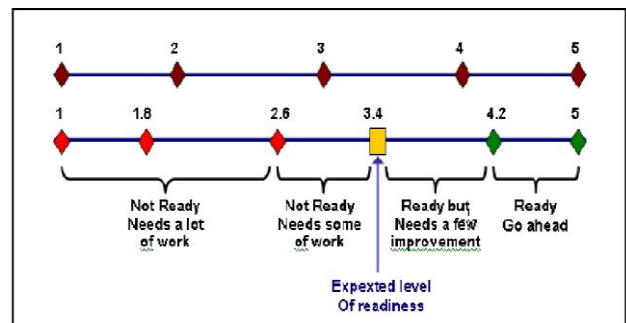 1 2 3 4 5
1 1.8 2.6 3.4 4.2 5
Not Ready
Needs a lot
of work
Not Ready
Needs some
of work
Ready but
Needs a few
improvement
Ready
Go ahead
Expexted level
Of readiness